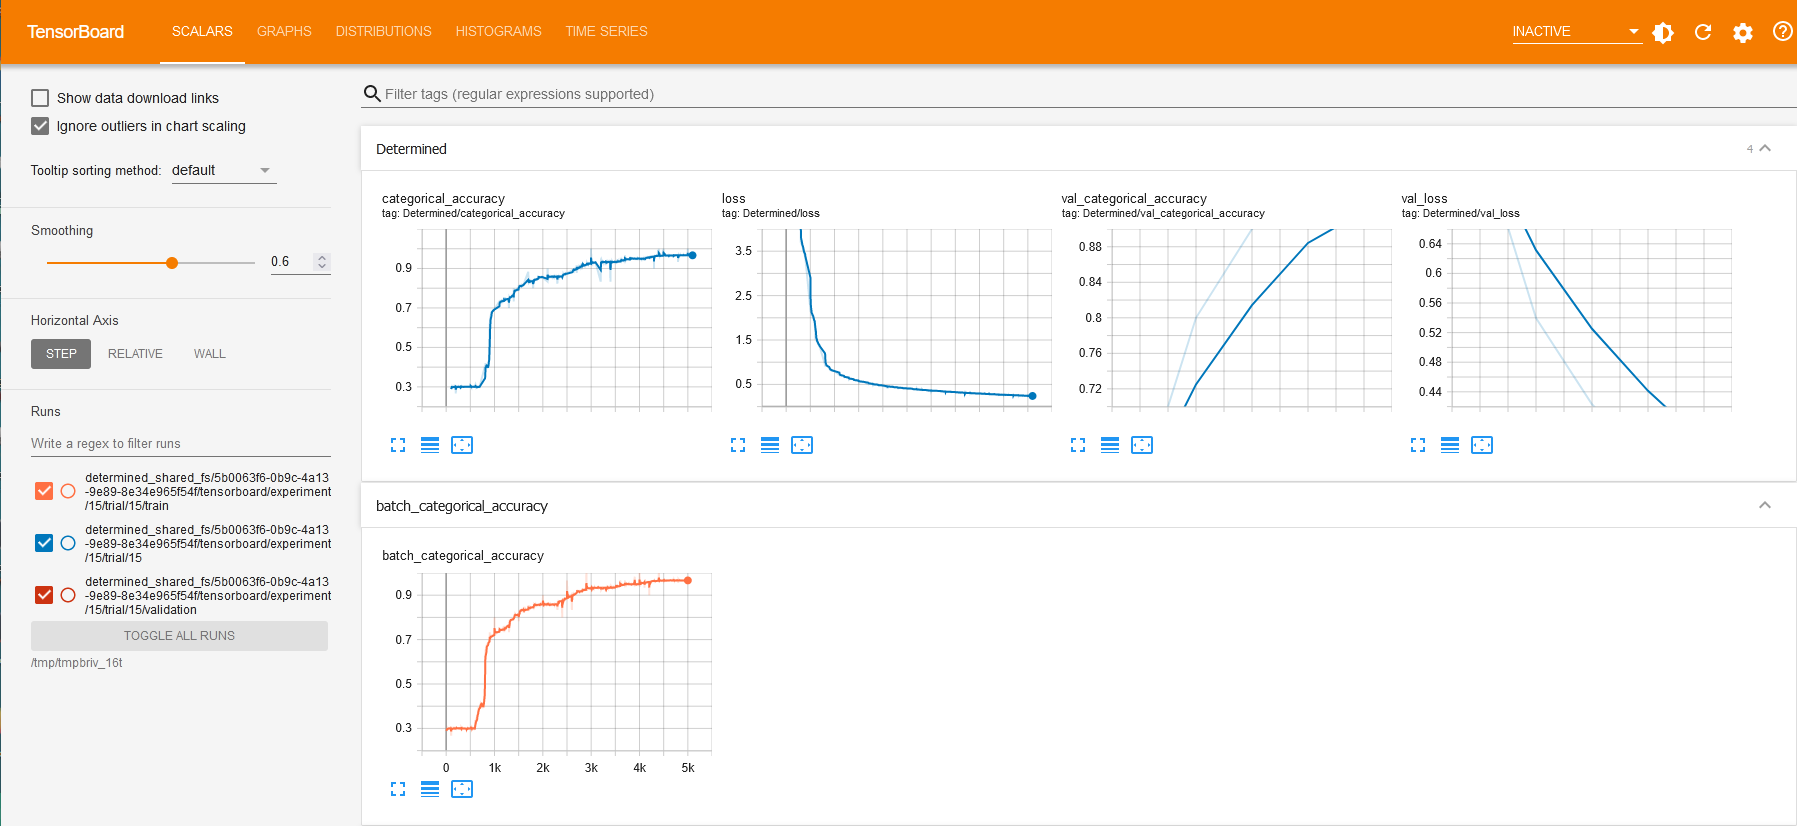 TensorBoard SCALARS GRAPHS DISTRIBUTIONS HISTOGRAMS TIME SERIES INACTIVE
Show data download links
Ignore outliers in chart scaling
Tooltip sorting method: default
Smoothing
0.6
Horizontal Axis
STEP RELATIVE WALL
Runs
Write a regex to filter runs
determined_shared_fs/5b0063f6-0b9c-4a13
-9e89-8e34e965f54f/tensorboard/experiment
/15/trial/15/train
determined_shared_fs/5b0063f6-0b9c-4a13
-9e89-8e34e965f54f/tensorboard/experiment
/15/trial/15
determined_shared_fs/5b0063f6-0b9c-4a13
-9e89-8e34e965f54f/tensorboard/experiment
/15/trial/15/validation
TOGGLE ALL RUNS
/tmp/tmpbriv_16t
Filter tags (regular expressions supported)
Determined 4
categorical_accuracy
tag: Determined/categorical_accuracy
0.9
0.7
0.5
0.3
loss
tag: Determined/loss
3.5
2.5
1.5
0.5
val_categorical_accuracy
tag: Determined/val_categorical_accuracy
0.88
0.84
0.8
0.76
0.72
val_loss
tag: Determined/val_loss
0.64
0.6
0.56
0.52
0.48
0.44
batch_categorical_accuracy
batch_categorical_accuracy
0.9
0.7
0.5
0.3
0 1k 2k 3k 4k 5k